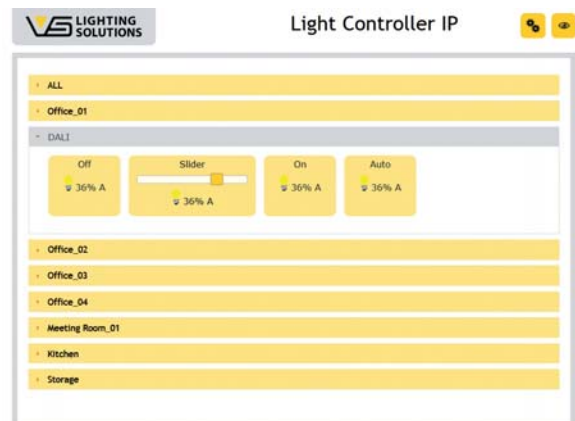 VS LIGHTING SOLUTIONS
Light Controller IP
ALL
Office_01
DALI
Off Slider On Auto
36% A 36% A 36% A 36% A
Office_02
Office_03
Office_04
Meeting Room_01
Kitchen
Storage